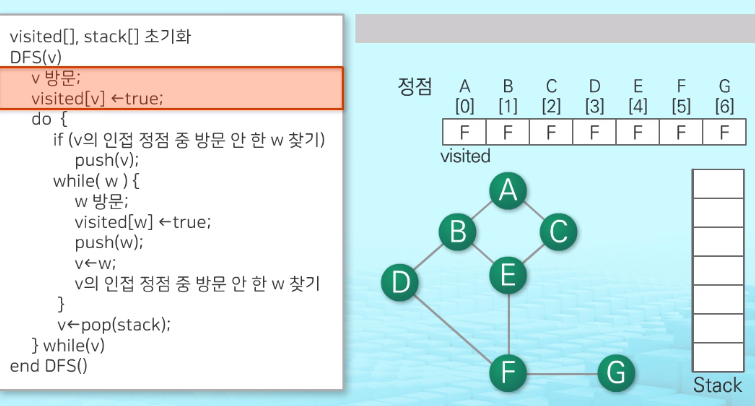 visited[], stack[] 초기화
DFS(v)
v 방문;
visited[v] ←true;
do {
if (v의 인접 정점 중 방문 안 한 w 찾기)
push(v);
while( w ) {
w 방문;
visited[w] ←true;
push(w);
v←w;
v의 인접 정점 중 방문 안 한 w 찾기
}
v←pop(stack);
} while(v)
end DFS()
정점 A B C D E F G
[0] [1] [2] [3] [4] [5] [6]
F F F F F F F
visited
A
B C
D E
F G
Stack